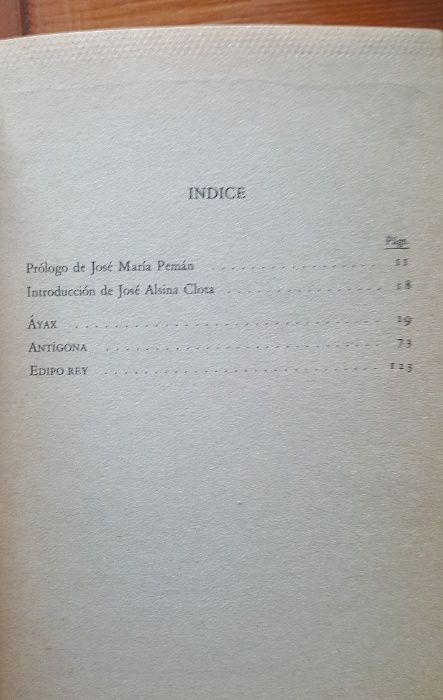 INDICE
Págs.
Prólogo de José María Pemán . . . . . . . . . . . . . . . . . 11
Introducción de José Alsina Clota . . . . . . . . . . . . . . . 18
ÁYAX . . . . . . . . . . . . . . . . . . . . . . . . . . . . 19
ANTÍGONA . . . . . . . . . . . . . . . . . . . . . . . . . 73
EDIPO REY . . . . . . . . . . . . . . . . . . . . . . . . . 123